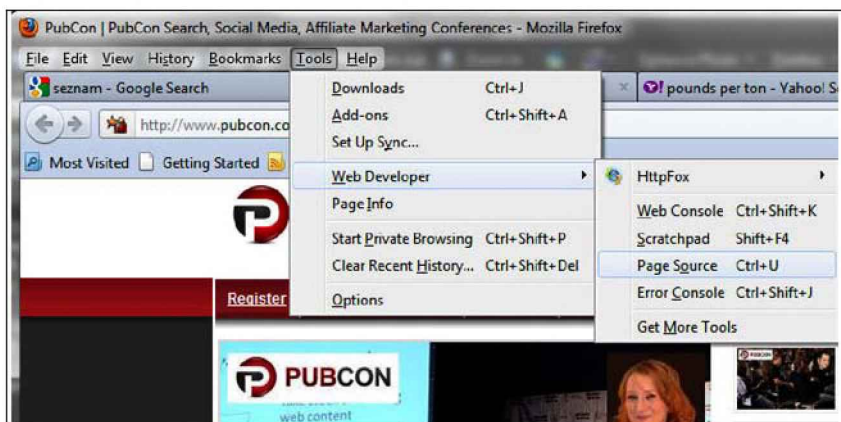 PubCon | PubCon Search, Social Media, Affiliate Marketing Conferences - Mozilla Firefox
File Edit View History Bookmarks Tools Help
seznam - Google Search
pounds per ton - Yahoo! S
http://www.pubcon.co
Most Visited Getting Started
Downloads Ctrl+J
Add-ons Ctrl+Shift+A
Set Up Sync...
Web Developer
Page Info
Start Private Browsing Ctrl+Shift+P
Clear Recent History... Ctrl+Shift+Del
Options
HttpFox
Web Console Ctrl+Shift+K
Scratchpad Shift+F4
Page Source Ctrl+U
Error Console Ctrl+Shift+J
Get More Tools
Register
PUBCON
web content
PUBCON